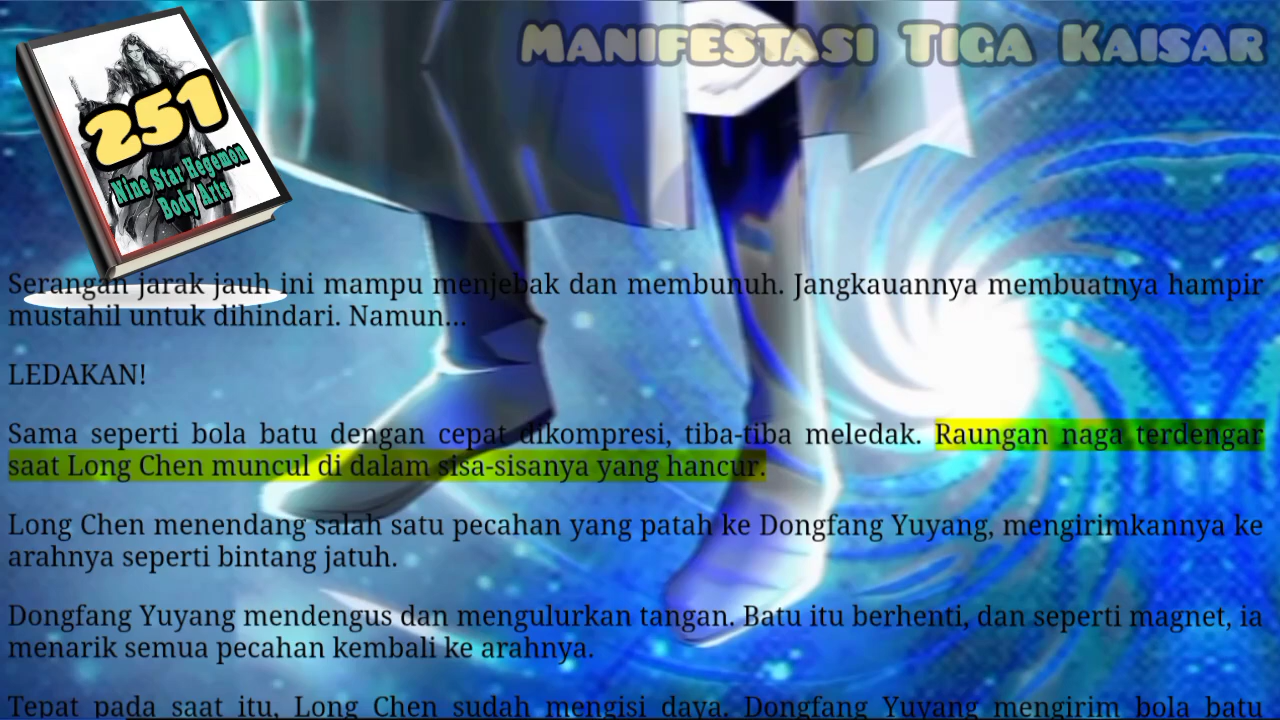 Manifestasi Tiga Kaisar
251
Nine Star Hegemon
Body Arts
Serangan jarak jauh ini mampu menjebak dan membunuh. Jangkauannya membuatnya hampir
mustahil untuk dihindari. Namun...
LEDAKAN!
Sama seperti bola batu dengan cepat dikompresi, tiba-tiba meledak. Raungan naga terdengar
saat Long Chen muncul di dalam sisa-sisanya yang hancur.
Long Chen menendang salah satu pecahan yang patah ke Dongfang Yuyang, mengirimkannya ke
arahnya seperti bintang jatuh.
Dongfang Yuyang mendengus dan mengulurkan tangan. Batu itu berhenti, dan seperti magnet, ia
menarik semua pecahan kembali ke arahnya.
Tepat pada saat itu, Long Chen sudah mengisi daya. Dongfang Yuyang mengirim bola batu